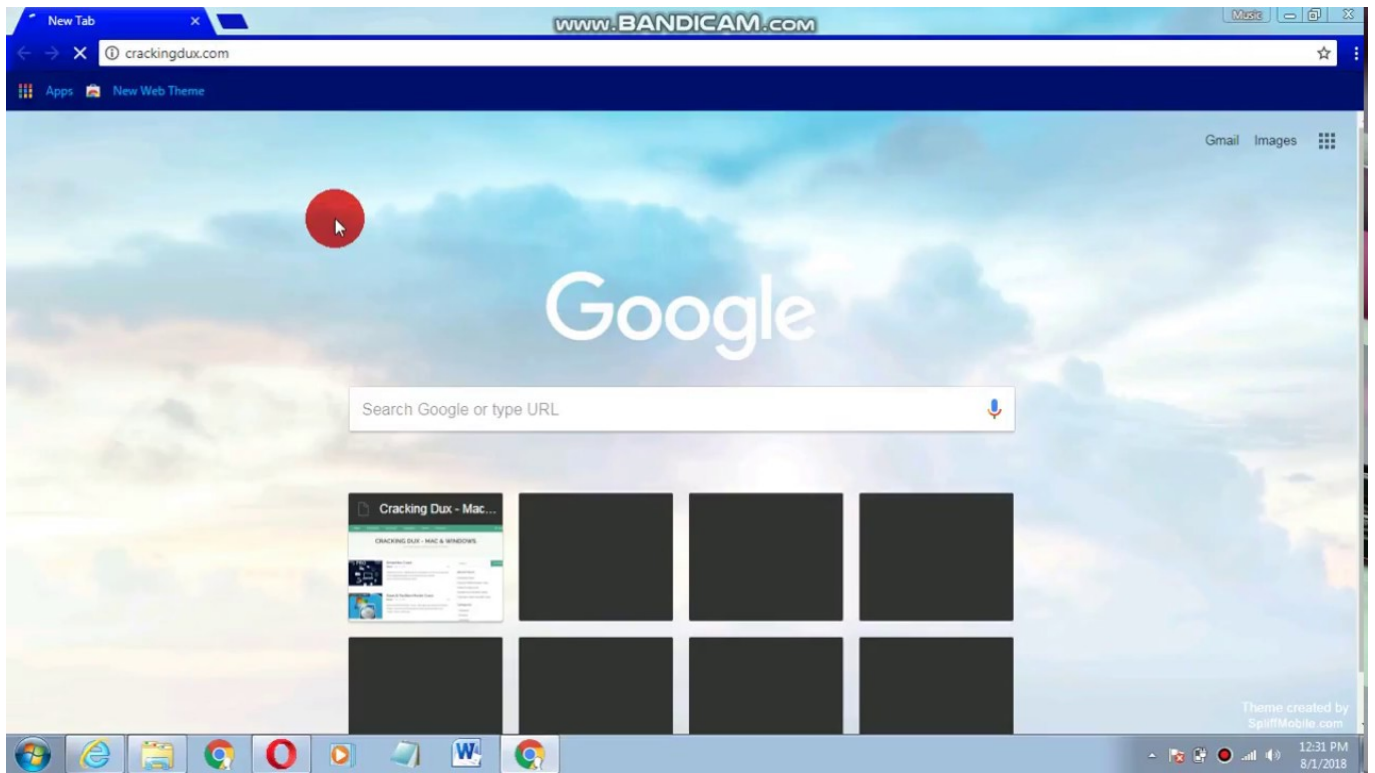 New Tab
www.BANDICAM.com
Music
crackingdux.com
Apps
New Web Theme
Gmail
Images
Google
Search Google or type URL
Cracking Dux - Mac...
CRACKING DUX - MAC & WINDOWS
Theme created by
SpliffMobile.com
12:31 PM
8/1/2018